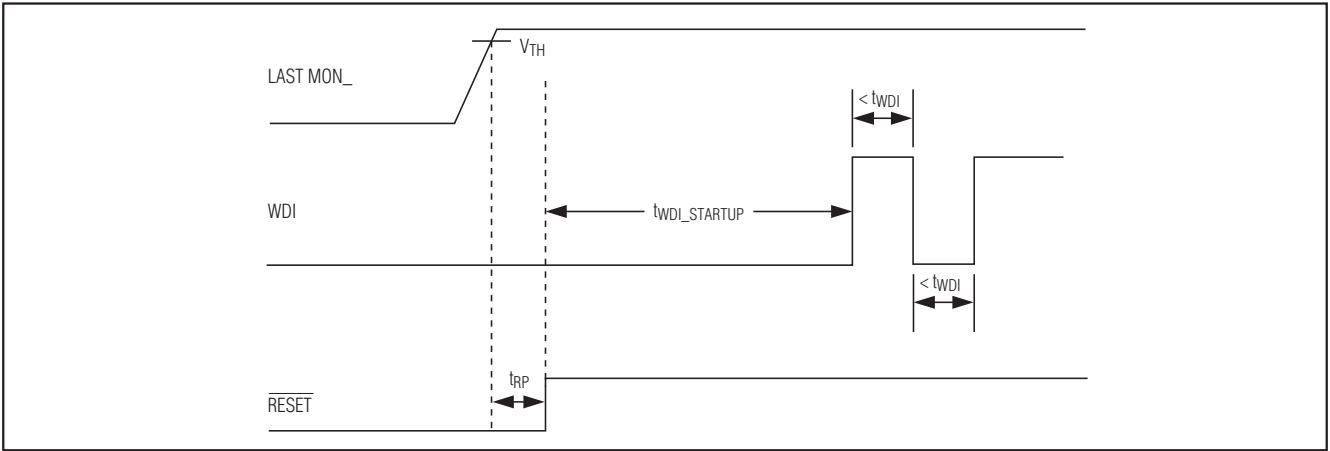 VTH
LAST MON_
< tWDI
WDI
tWDI_STARTUP
< tWDI
tRP
RESET